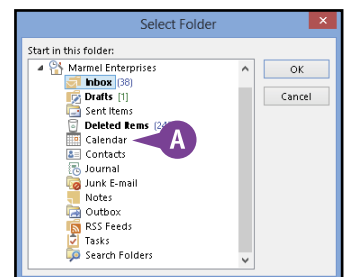 Select Folder
Start in this folder:
Marmel Enterprises
OK
Inbox (38)
Cancel
Drafts [1]
Sent Items
Deleted Items
Calendar
A
Contacts
Journal
Junk E-mail
Notes
Outbox
RSS Feeds
Tasks
Search Folders